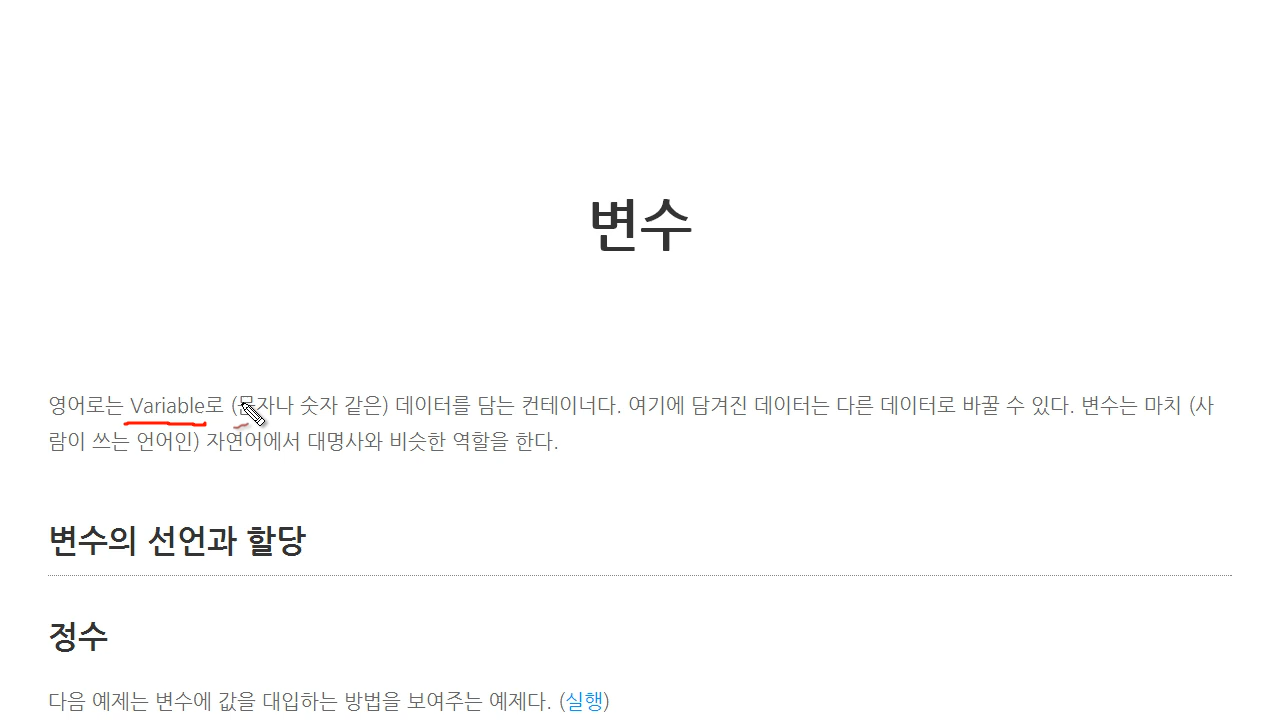 변수
영어로는 Variable로 (문자나 숫자 같은) 데이터를 담는 컨테이너다. 여기에 담겨진 데이터는 다른 데이터로 바꿀 수 있다. 변수는 마치 (사
람이 쓰는 언어인) 자연어에서 대명사와 비슷한 역할을 한다.
변수의 선언과 할당
정수
다음 예제는 변수에 값을 대입하는 방법을 보여주는 예제다. (실행)